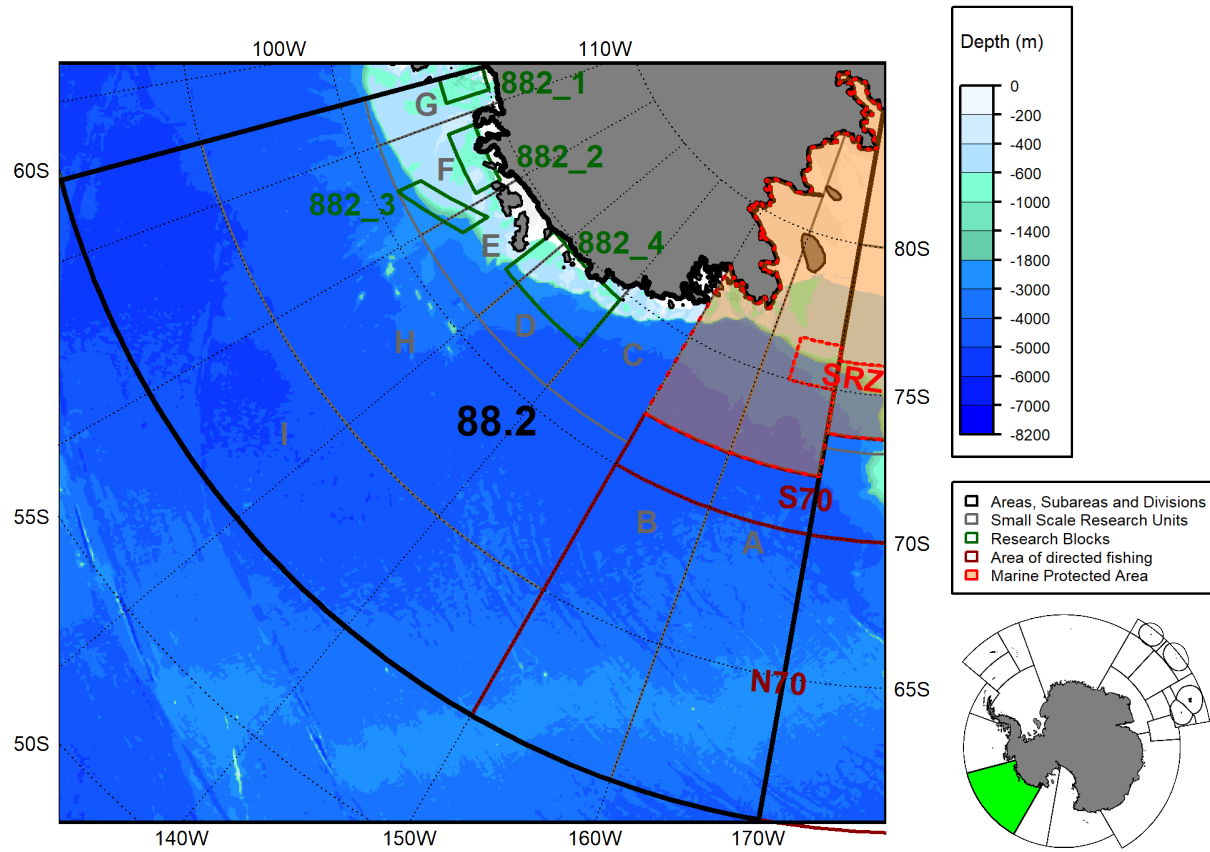 100W
110W
Depth (m)
0
-200
-400
-600
-1000
-1800
-3000
-4000
-5000
-6000
-7000
-8200
60S
55S
50S
80S
75S
70S
65S
140W
150W
160W
170W
G
882_1
F
882_2
882_3
E
882_4
D
C
H
I
88.2
SRZ
S70
B
A
N70
Areas, Subareas and Divisions
Small Scale Research Units
Research Blocks
Area of directed fishing
Marine Protected Area